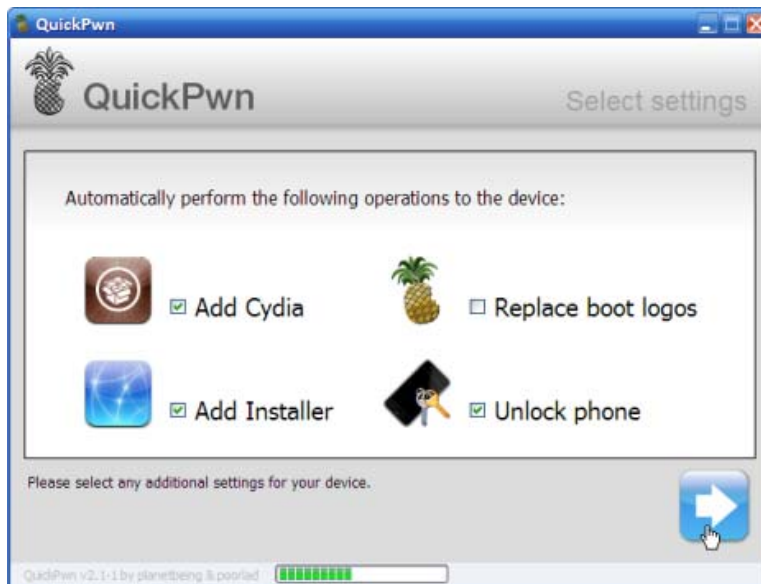 QuickPwn
QuickPwn
Select settings
Automatically perform the following operations to the device:
Add Cydia
Replace boot logos
Add Installer
Unlock phone
Please select any additional settings for your device.
QuickPwn v2.1-1 by planetbeing & poorlad